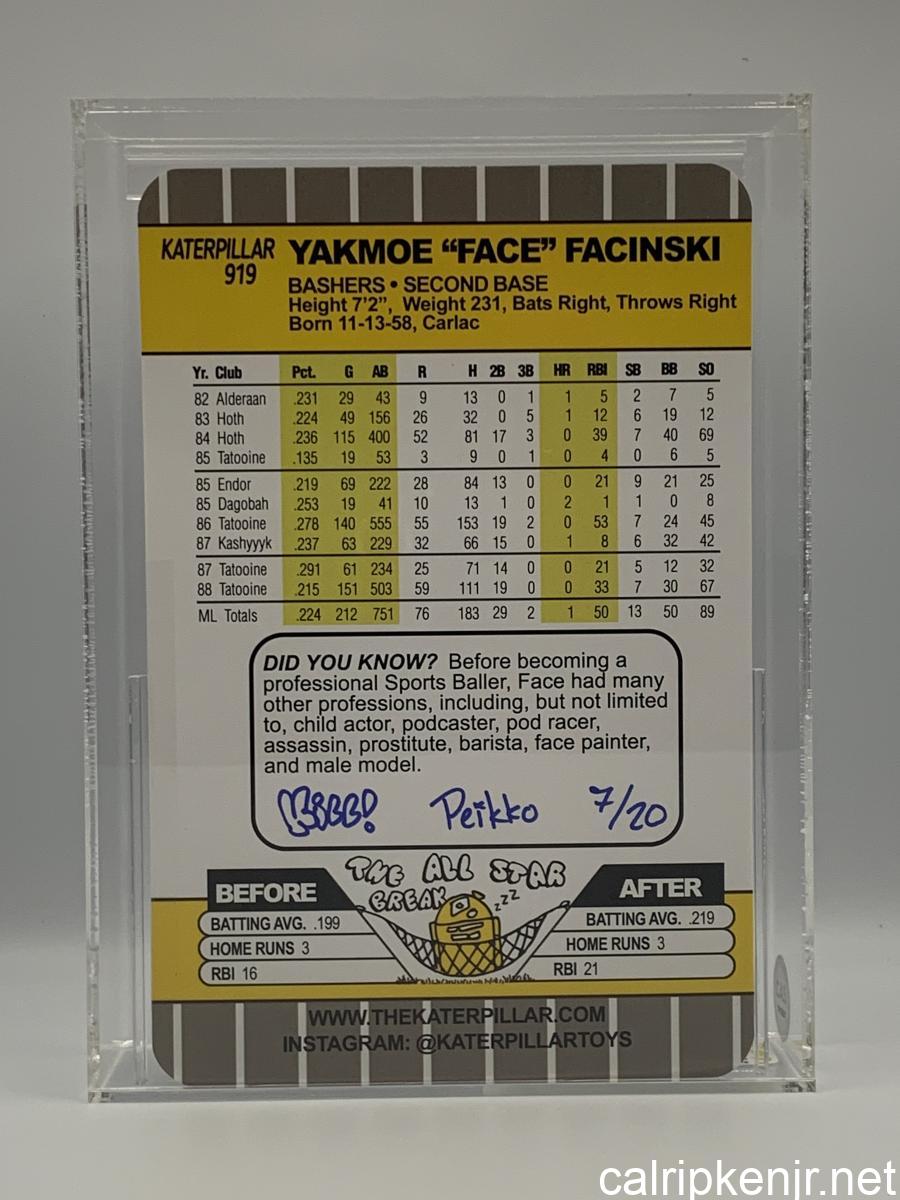 KATERPILLAR
919
YAKMOE “FACE” FACINSKI
BASHERS • SECOND BASE
Height 7’2”, Weight 231, Bats Right, Throws Right
Born 11-13-58, Carlac
Yr. Club Pct. G AB R H 2B 3B HR RBI SB BB SO
82 Alderaan .231 29 43 9 13 0 1 1 5 2 7 5
83 Hoth .224 49 156 26 32 0 5 1 12 6 19 12
84 Hoth .236 115 400 52 81 17 3 0 39 7 40 69
85 Tatooine .135 19 53 3 9 0 1 0 4 0 6 5
85 Endor .219 69 222 28 84 13 0 0 21 9 21 25
85 Dagobah .253 19 41 10 13 1 0 2 1 1 0 8
86 Tatooine .278 140 555 55 153 19 2 0 53 7 24 45
87 Kashyyyk .237 63 229 32 66 15 0 1 8 6 32 42
87 Tatooine .291 61 234 25 71 14 0 0 21 5 12 32
88 Tatooine .215 151 503 59 111 19 0 0 33 7 30 67
ML Totals .224 212 751 76 183 29 2 1 50 13 50 89
DID YOU KNOW? Before becoming a
professional Sports Baller, Face had many
other professions, including, but not limited
to, child actor, podcaster, pod racer,
assassin, prostitute, barista, face painter,
and male model.
Peikko 7/20
THE ALL STAR
BREAK
zzz
BEFORE
BATTING AVG. .199
HOME RUNS 3
RBI 16
AFTER
BATTING AVG. .219
HOME RUNS 3
RBI 21
WWW.THEKATERPILLAR.COM
INSTAGRAM: @KATERPILLARTOYS
calripkenjr.net